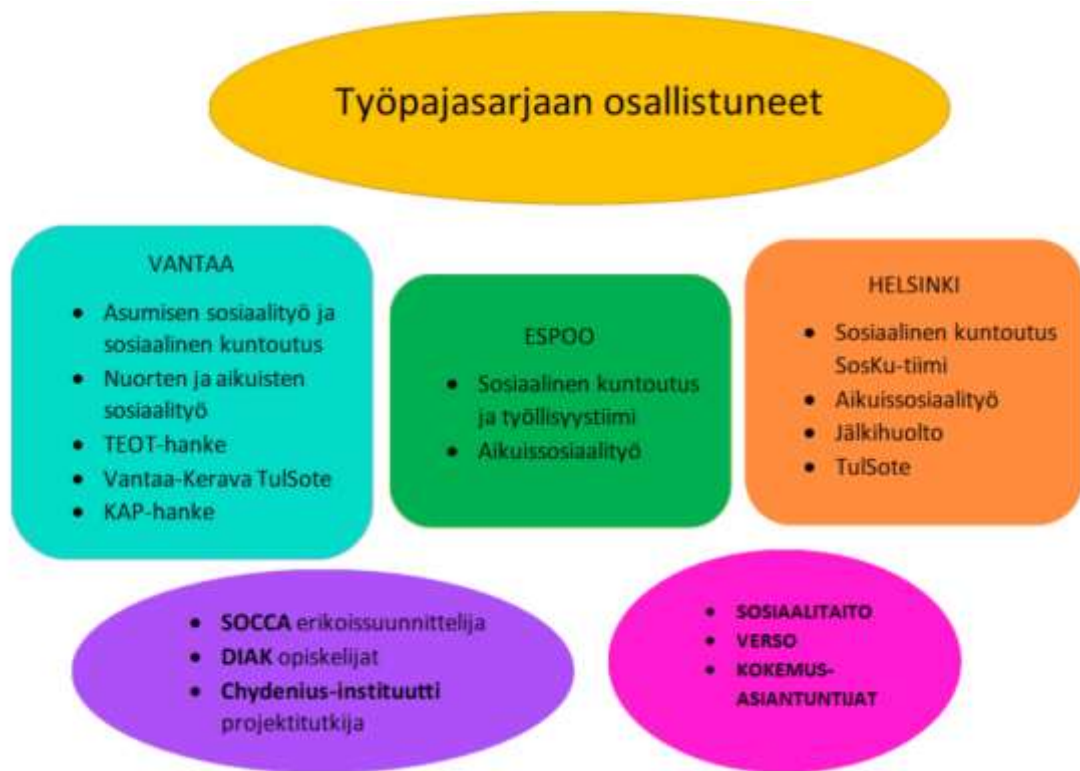 Työpajasarjaan osallistuneet
VANTAA
• Asumisen sosiaalityö ja
sosiaalinen kuntoutus
• Nuorten ja aikuisten
sosiaalityö
• TEOT-hanke
• Vantaa-Kerava TulSote
• KAP-hanke
ESPOO
• Sosiaalinen kuntoutus
ja työllisyystiimi
• Aikuissosiaalityö
HELSINKI
• Sosiaalinen kuntoutus
SosKu-tiimi
• Aikuissosiaalityö
• Jälkihuolto
• TulSote
• SOCCA erikoissuunnittelija
• DIAK opiskelijat
• Chydenius-instituutti
projektitutkija
• SOSIAALITAITO
• VERSO
• KOKEMUS-
ASIANTUNTIJAT